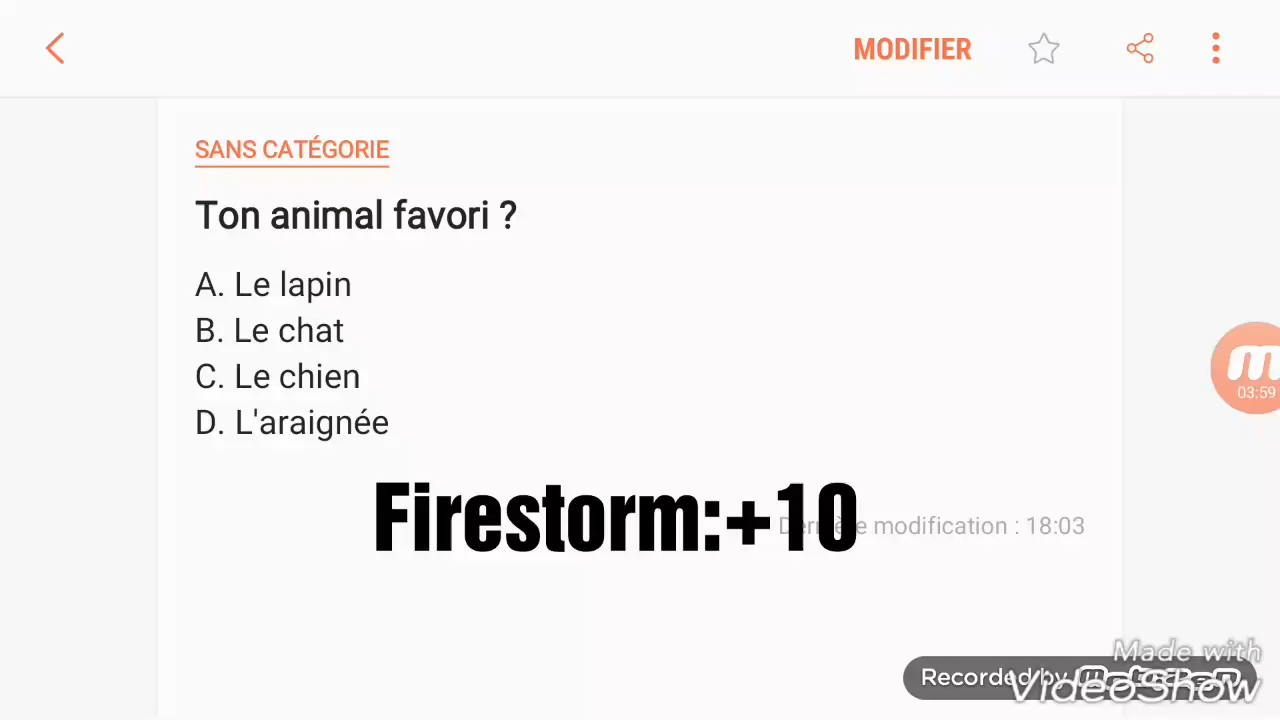 MODIFIER
SANS CATÉGORIE
Ton animal favori ?
A. Le lapin
B. Le chat
C. Le chien
D. L'araignée
Firestorm:+10
modification : 18:03
03:59
Made with
Recorded by
VideoShow